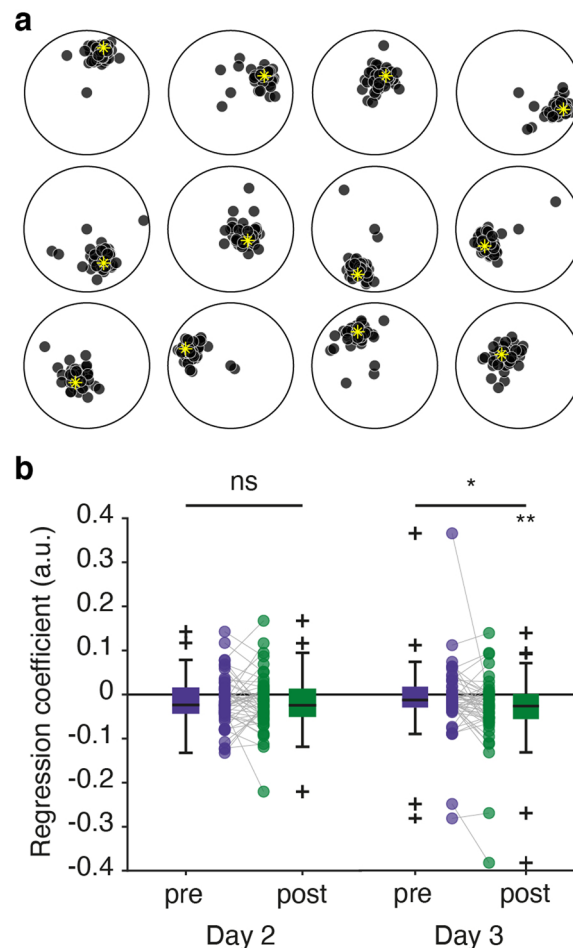 a
b
ns
*
**
0.4
0.3
0.2
0.1
0
-0.1
-0.2
-0.3
-0.4
Regression coefficient (a.u.)
pre
post
pre
post
Day 2
Day 3